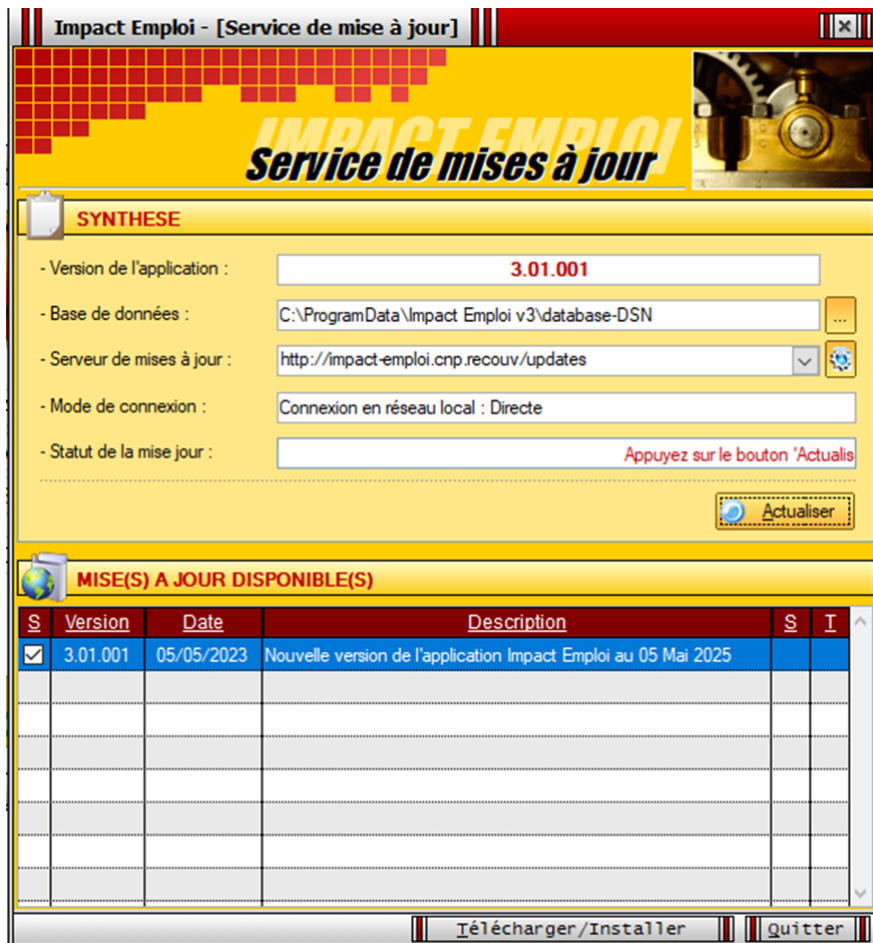 Impact Emploi - [Service de mise à jour]
IMPACT EMPLOI
Service de mises à jour
SYNTHESE
- Version de l'application : 3.01.001
- Base de données : C:\ProgramData\Impact Emploi v3\database-DSN ...
- Serveur de mises à jour : http://impact-emploi.cnp.recouv/updates
- Mode de connexion : Connexion en réseau local : Directe
- Statut de la mise jour : Appuyez sur le bouton 'Actualis
Actualiser
MISE(S) A JOUR DISPONIBLE(S)
S Version Date Description S T
3.01.001 05/05/2023 Nouvelle version de l'application Impact Emploi au 05 Mai 2025
Télécharger/Installer Quitter